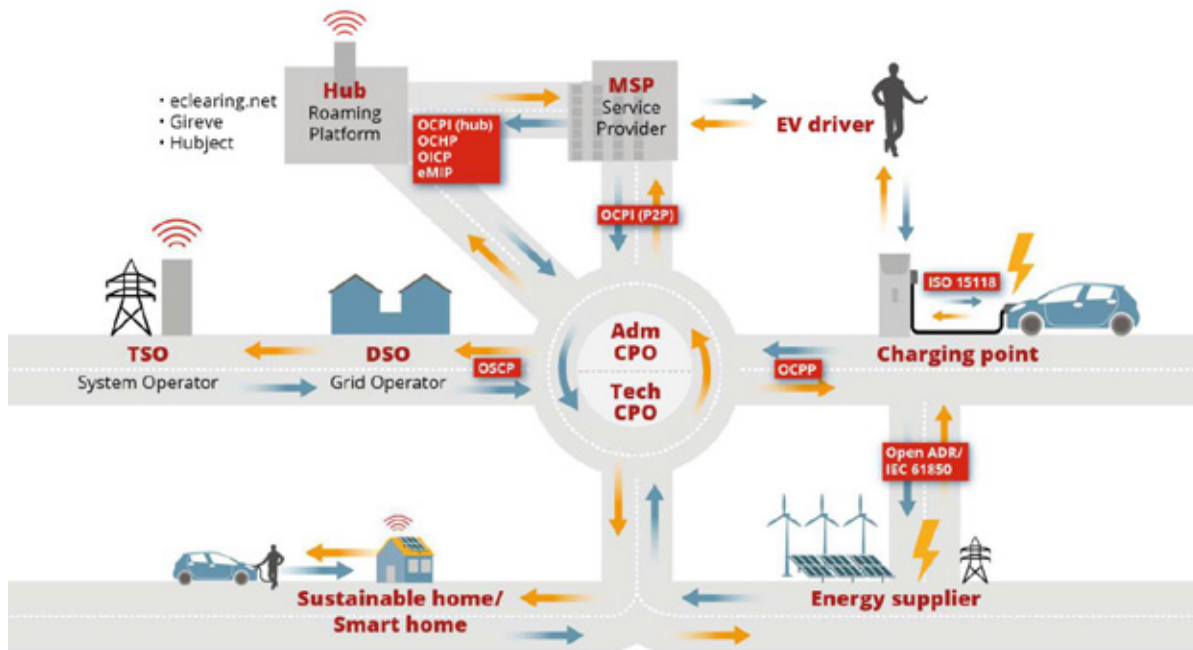 Hub
Roaming
Platform
• eclearing.net
• Gireve
• Hubject
OCPI (hub)
OCHP
OICP
eMIP
MSP
Service
Provider
EV driver
OCPI (P2P)
ISO 15118
TSO
System Operator
DSO
Grid Operator
OSCP
Adm
CPO
Tech
CPO
OCPP
Charging point
Open ADR/
IEC 61850
Sustainable home/
Smart home
Energy supplier